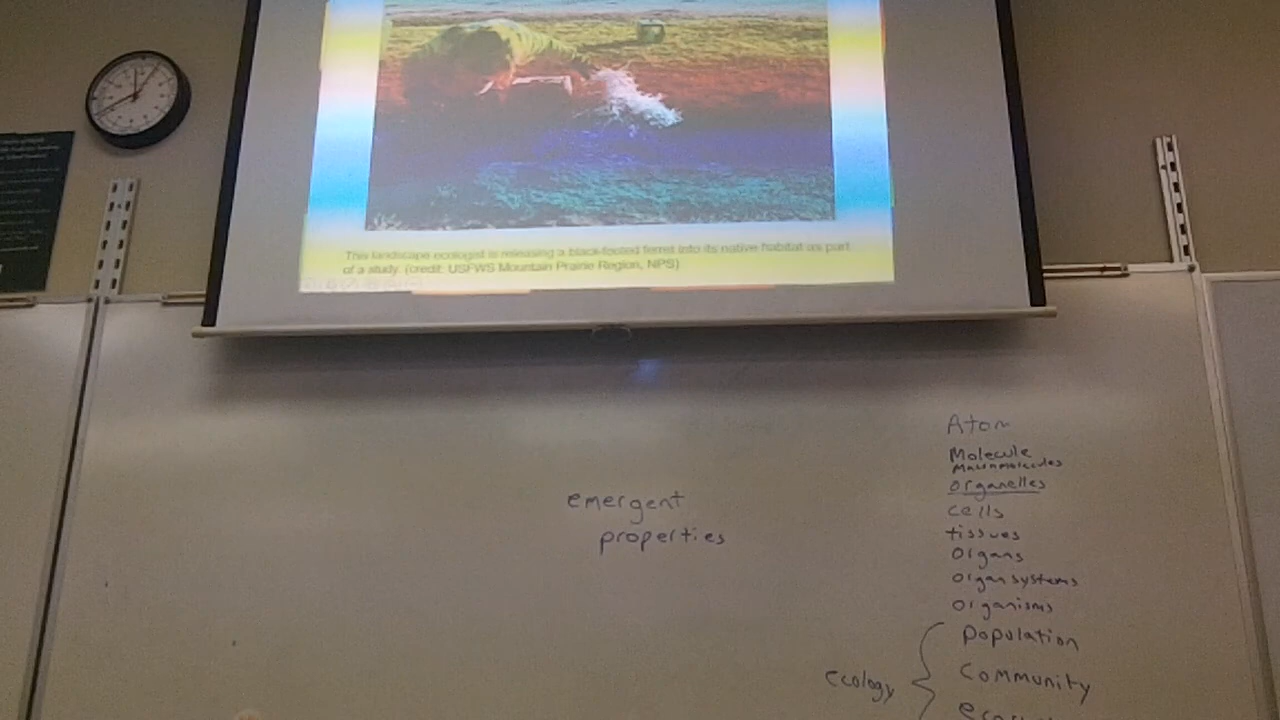 This landscape ecologist is releasing a black-footed ferret into its native habitat as part
of a study. (credit: USFWS Mountain Prairie Region, NPS)
emergent
properties
Atom
Molecule
Macromolecules
organelles
cells
tissues
organs
organ systems
organisms
population
community
ecology